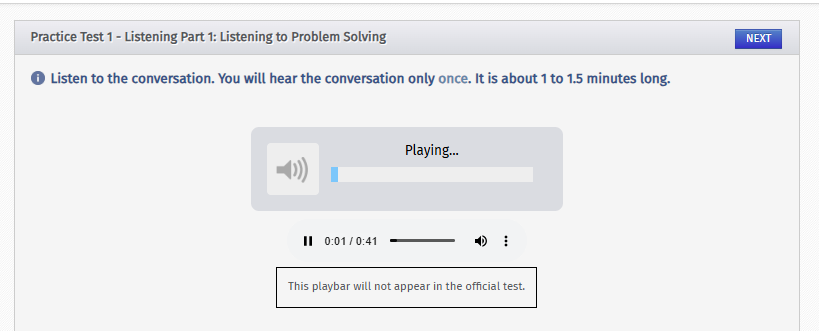 Practice Test 1 - Listening Part 1: Listening to Problem Solving
NEXT
Listen to the conversation. You will hear the conversation only once. It is about 1 to 1.5 minutes long.
Playing...
0:01 / 0:41
This playbar will not appear in the official test.